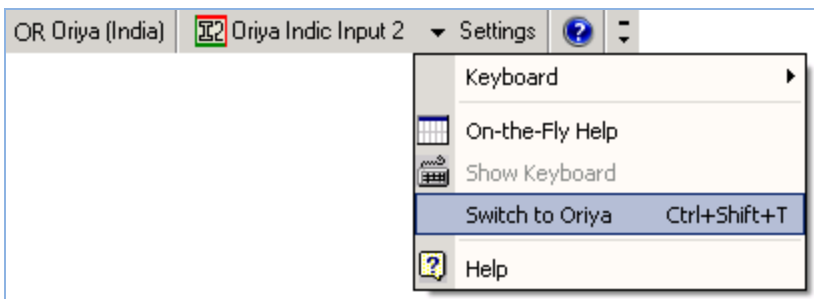 OR Oriya (India) Oriya Indic Input 2 Settings
Keyboard
On-the-Fly Help
Show Keyboard
Switch to Oriya Ctrl+Shift+T
Help